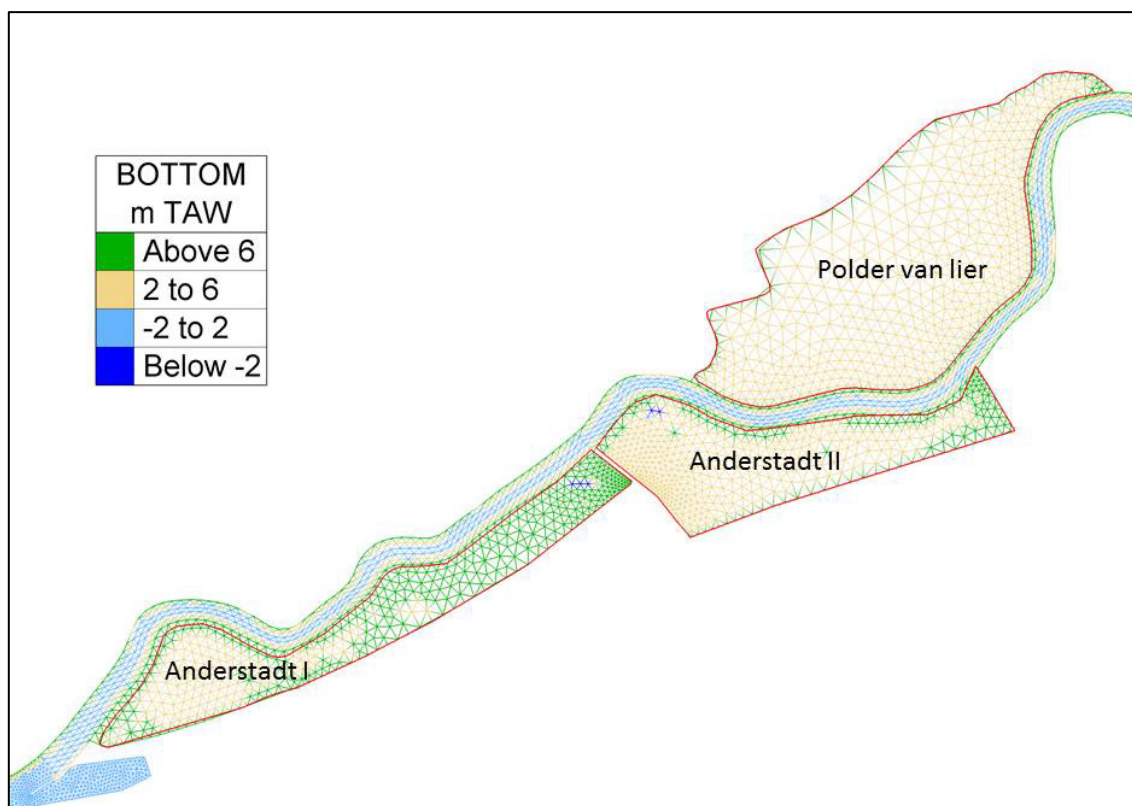 BOTTOM
m TAW
Above 6
2 to 6
-2 to 2
Below -2
Polder van lier
Anderstadt II
Anderstadt I